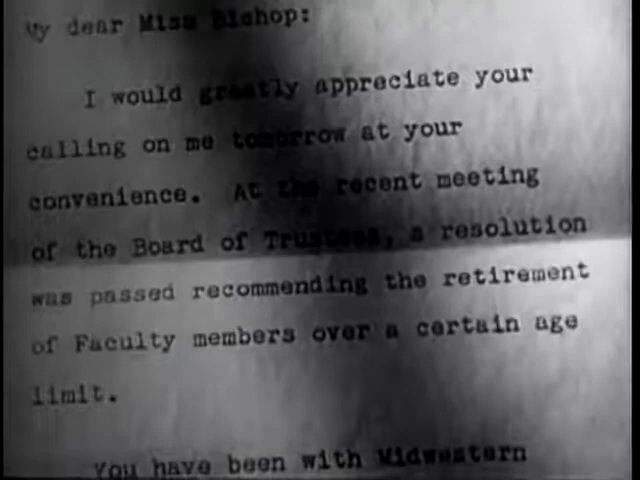 My dear Miss Bishop:
I would greatly appreciate your
calling on me tomorrow at your
convenience. At the recent meeting
of the Board of Trustees, a resolution
was passed recommending the retirement
of Faculty members over a certain age
limit.
You have been with Midwestern